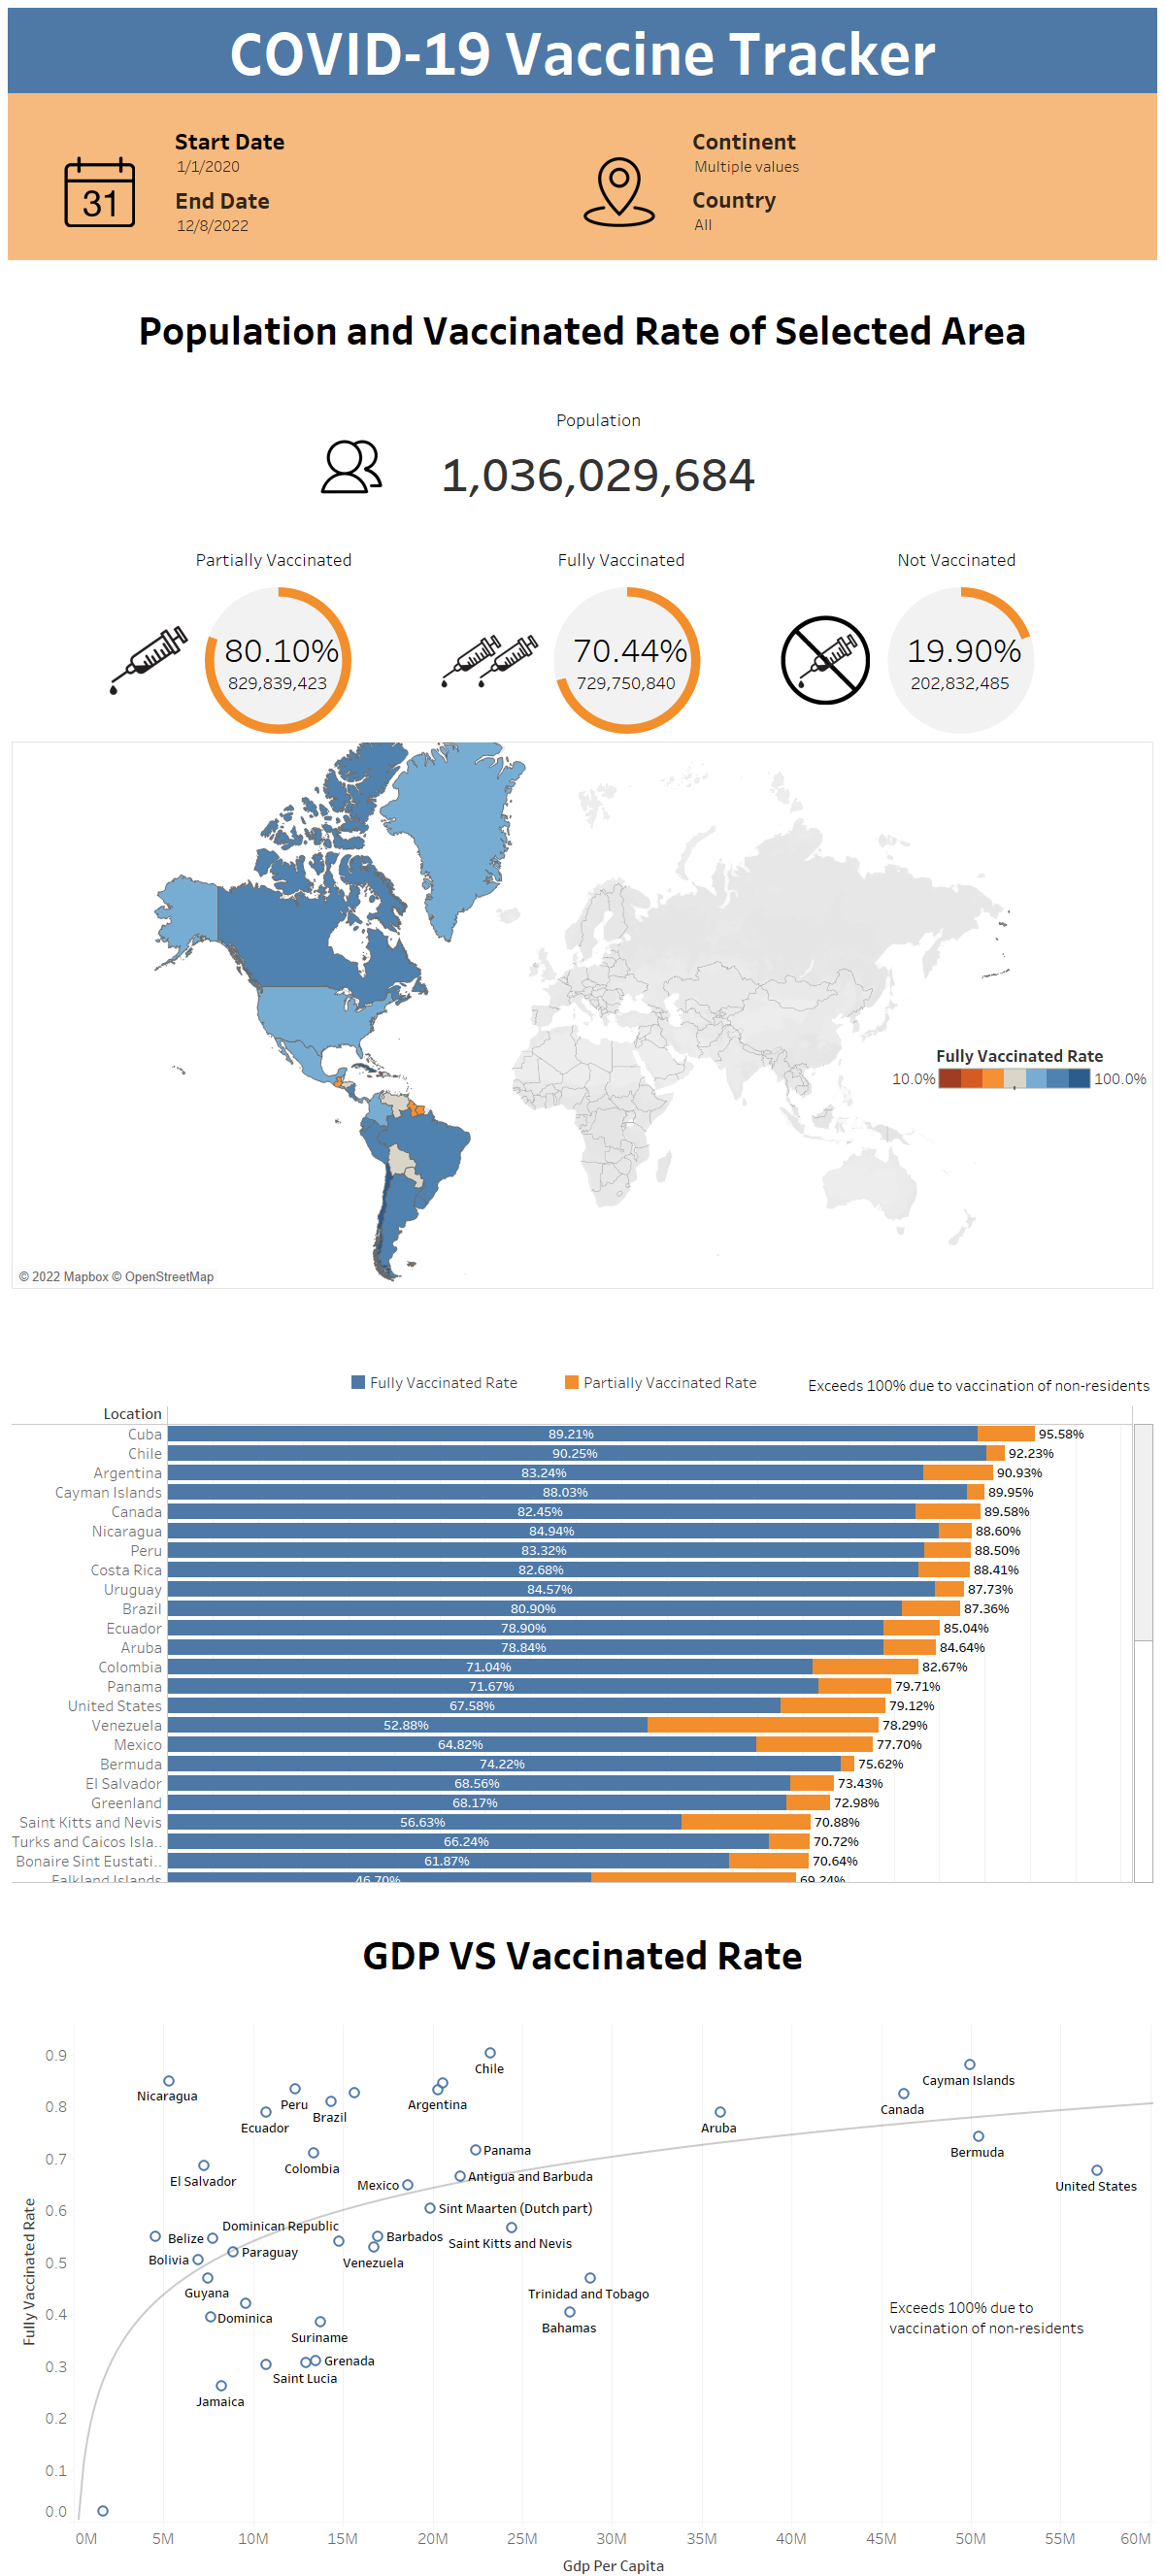 COVID-19 Vaccine Tracker
Start Date
1/1/2020
End Date
12/8/2022
31
Continent
Multiple values
Country
All
Population and Vaccinated Rate of Selected Area
Population
1,036,029,684
Partially Vaccinated
80.10%
829,839,423
Fully Vaccinated
70.44%
729,750,840
Not Vaccinated
19.90%
202,832,485
Fully Vaccinated Rate
10.0% 100.0%
© 2022 Mapbox © OpenStreetMap
Fully Vaccinated Rate Partially Vaccinated Rate Exceeds 100% due to vaccination of non-residents
Location
Cuba 89.21% 95.58%
Chile 90.25% 92.23%
Argentina 83.24% 90.93%
Cayman Islands 88.03% 89.95%
Canada 82.45% 89.58%
Nicaragua 84.94% 88.60%
Peru 83.32% 88.50%
Costa Rica 82.68% 88.41%
Uruguay 84.57% 87.73%
Brazil 80.90% 87.36%
Ecuador 78.90% 85.04%
Aruba 78.84% 84.64%
Colombia 71.04% 82.67%
Panama 71.67% 79.71%
United States 67.58% 79.12%
Venezuela 52.88% 78.29%
Mexico 64.82% 77.70%
Bermuda 74.22% 75.62%
El Salvador 68.56% 73.43%
Greenland 68.17% 72.98%
Saint Kitts and Nevis 56.63% 70.88%
Turks and Caicos Isla.. 66.24% 70.72%
Bonaire Sint Eustati.. 61.87% 70.64%
Falkland Islands 46.70% 69.24%
GDP VS Vaccinated Rate
Fully Vaccinated Rate
0.9
0.8
0.7
0.6
0.5
0.4
0.3
0.2
0.1
0.0
Chile
Cayman Islands
Nicaragua
Peru
Argentina
Canada
Brazil
Ecuador
Aruba
Panama
Bermuda
Colombia
Antigua and Barbuda
El Salvador
Mexico
United States
Sint Maarten (Dutch part)
Dominican Republic
Belize
Barbados
Saint Kitts and Nevis
Paraguay
Bolivia
Venezuela
Guyana
Trinidad and Tobago
Dominica
Bahamas
Suriname
Grenada
Saint Lucia
Jamaica
Exceeds 100% due to
vaccination of non-residents
0M 5M 10M 15M 20M 25M 30M 35M 40M 45M 50M 55M 60M
Gdp Per Capita